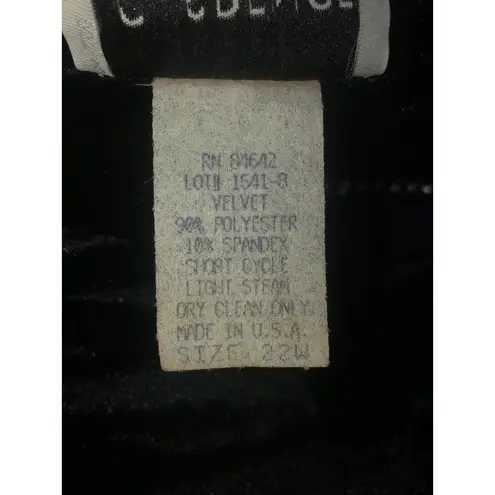 RN 84642
LOT# 1541-8
VELVET
90% POLYESTER
10% SPANDEX
SHORT CYCLE
LIGHT STEAM
DRY CLEAN ONLY.
MADE IN U.S.A.
SIZE 22W